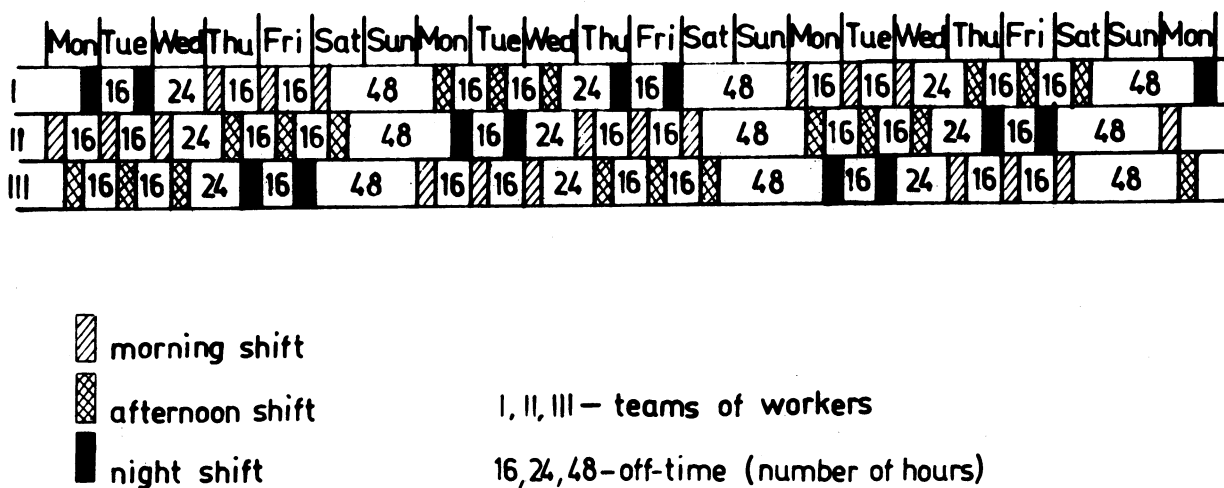 Mon Tue Wed Thu Fri Sat Sun Mon Tue Wed Thu Fri Sat Sun Mon Tue Wed Thu Fri Sat Sun Mon
I 16 24 16 16 48 16 16 24 16 48 16 16 24 16 16 48
II 16 16 24 16 16 48 16 24 16 16 48 16 16 24 16 48
III 16 16 24 16 48 16 16 24 16 16 48 16 24 16 16 48
morning shift
afternoon shift
I, II, III – teams of workers
night shift
16, 24, 48 – off-time (number of hours)